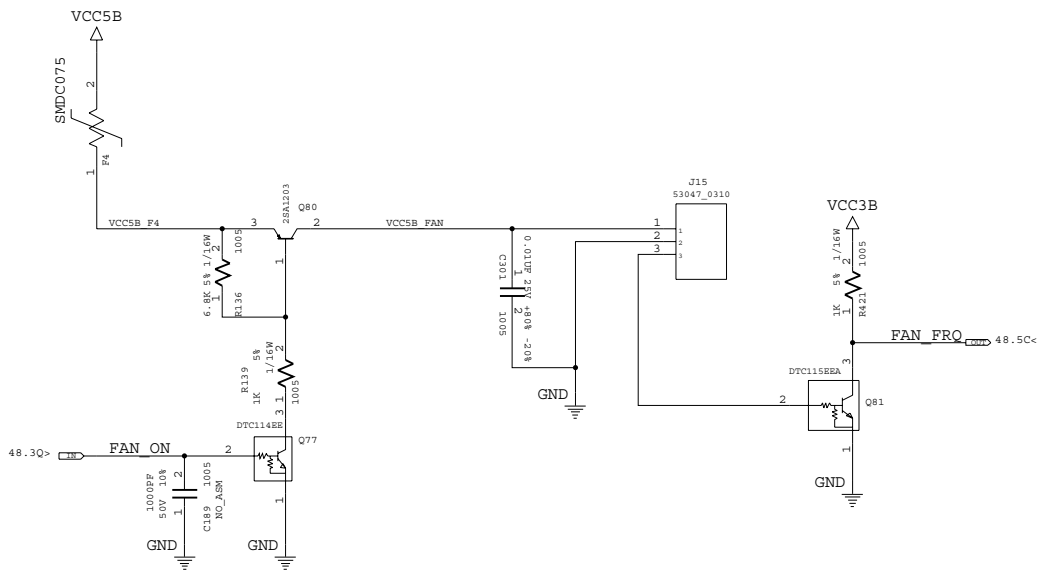 VCC5B
SMDC075
2
1
F4
VCC5B_F4
3
2SA1203
Q80
2
VCC5B_FAN
1
2
1
6.8K 5% 1/16W
R136
1005
2
1
R139
1K
5%
1/16W
1005
3
DTC114EE
Q77
48.3Q>
IN
FAN_ON
2
1
1000PF
50V 10%
2
1
C189
NO_ASM
1005
GND
GND
C301
1
2
1005
0.01UF 25V +80% -20%
GND
J15
53047_0310
1
2
3
1
2
3
VCC3B
2
1
1K 5% 1/16W
1005
R421
FAN_FRQ
OUT
48.5C<
3
DTC115EEA
2
Q81
1
GND